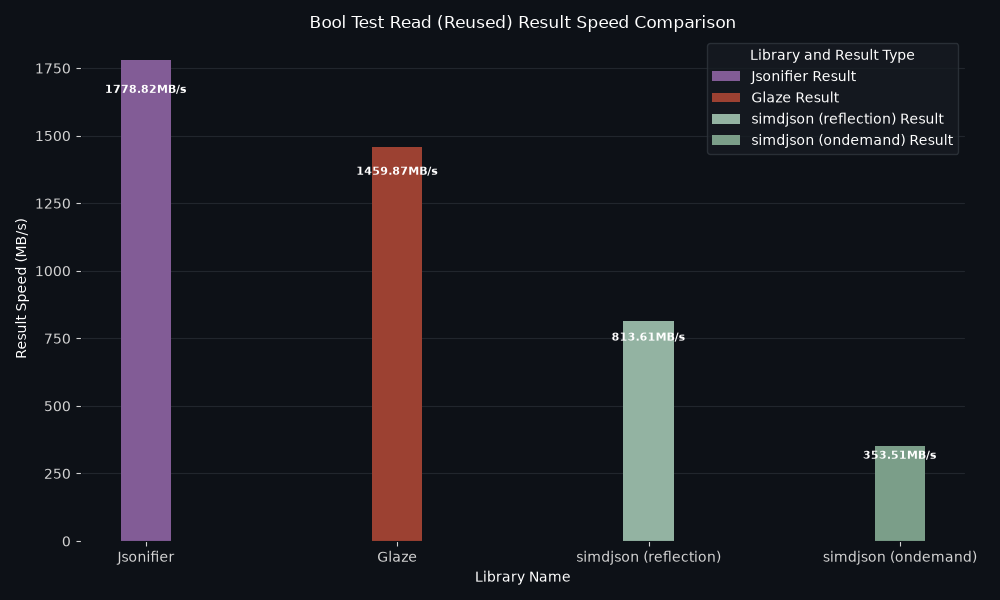 Bool Test Read (Reused) Result Speed Comparison
Library and Result Type
Jsonifier Result
Glaze Result
simdjson (reflection) Result
simdjson (ondemand) Result
Result Speed (MB/s)
1750
1500
1250
1000
750
500
250
0
1778.82MB/s
1459.87MB/s
813.61MB/s
353.51MB/s
Jsonifier
Glaze
simdjson (reflection)
simdjson (ondemand)
Library Name